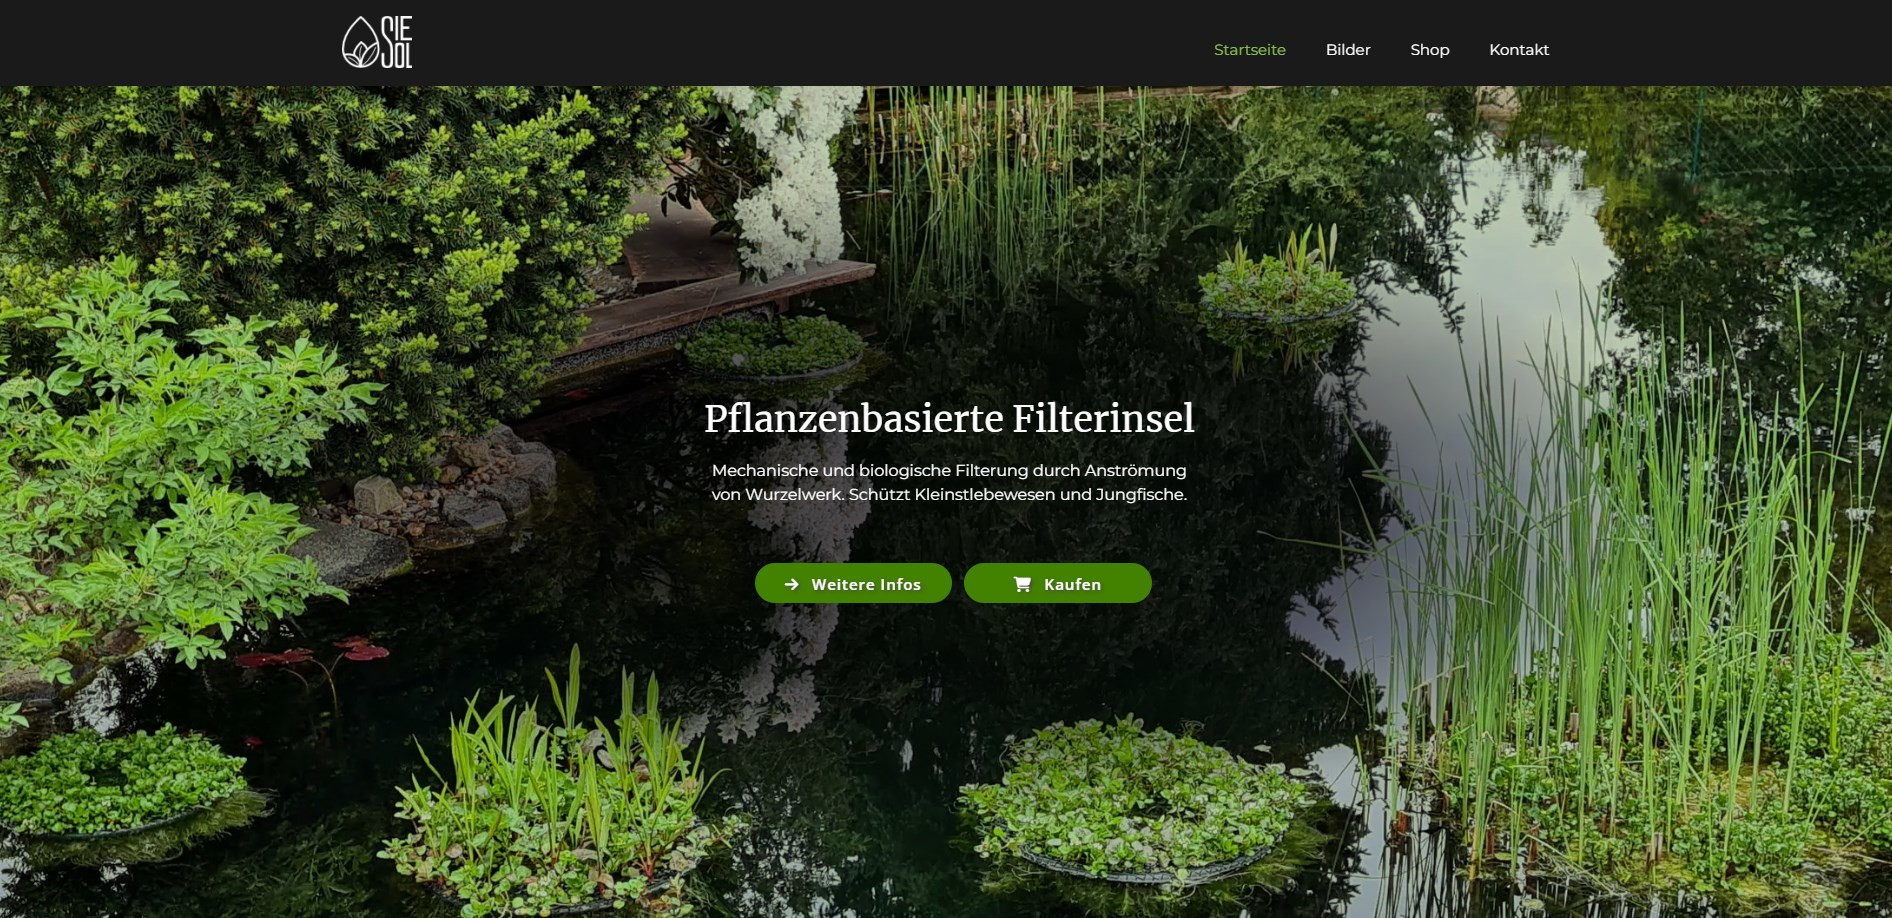 SIE
SOL
Startseite Bilder Shop Kontakt
Pflanzenbasierte Filterinsel
Mechanische und biologische Filterung durch Anströmung
von Wurzelwerk. Schützt Kleinstlebewesen und Jungfische.
Weitere Infos Kaufen